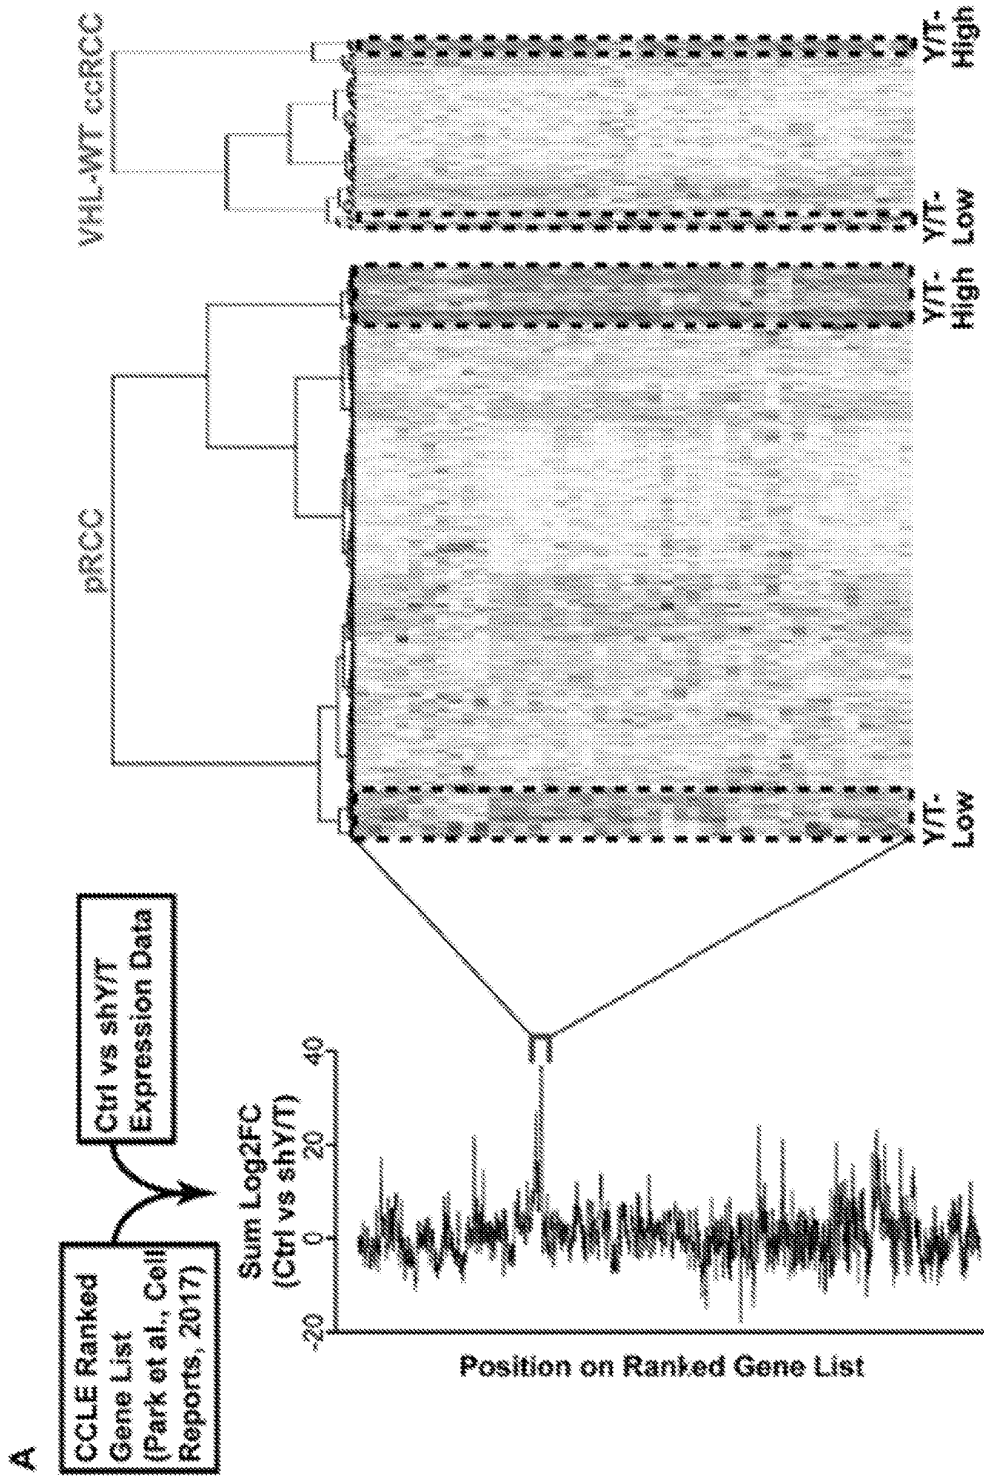 A
CCLE Ranked
Gene List
(Park et al., Cell
Reports, 2017)
Ctrl vs shY/T
Expression Data
Sum Log2FC
(Ctrl vs shY/T)
-20
0
20
40
Position on Ranked Gene List
pRCC
VHL-WT ccRCC
Y/T-
Low
Y/T-
High
Y/T-
Low
Y/T-
High